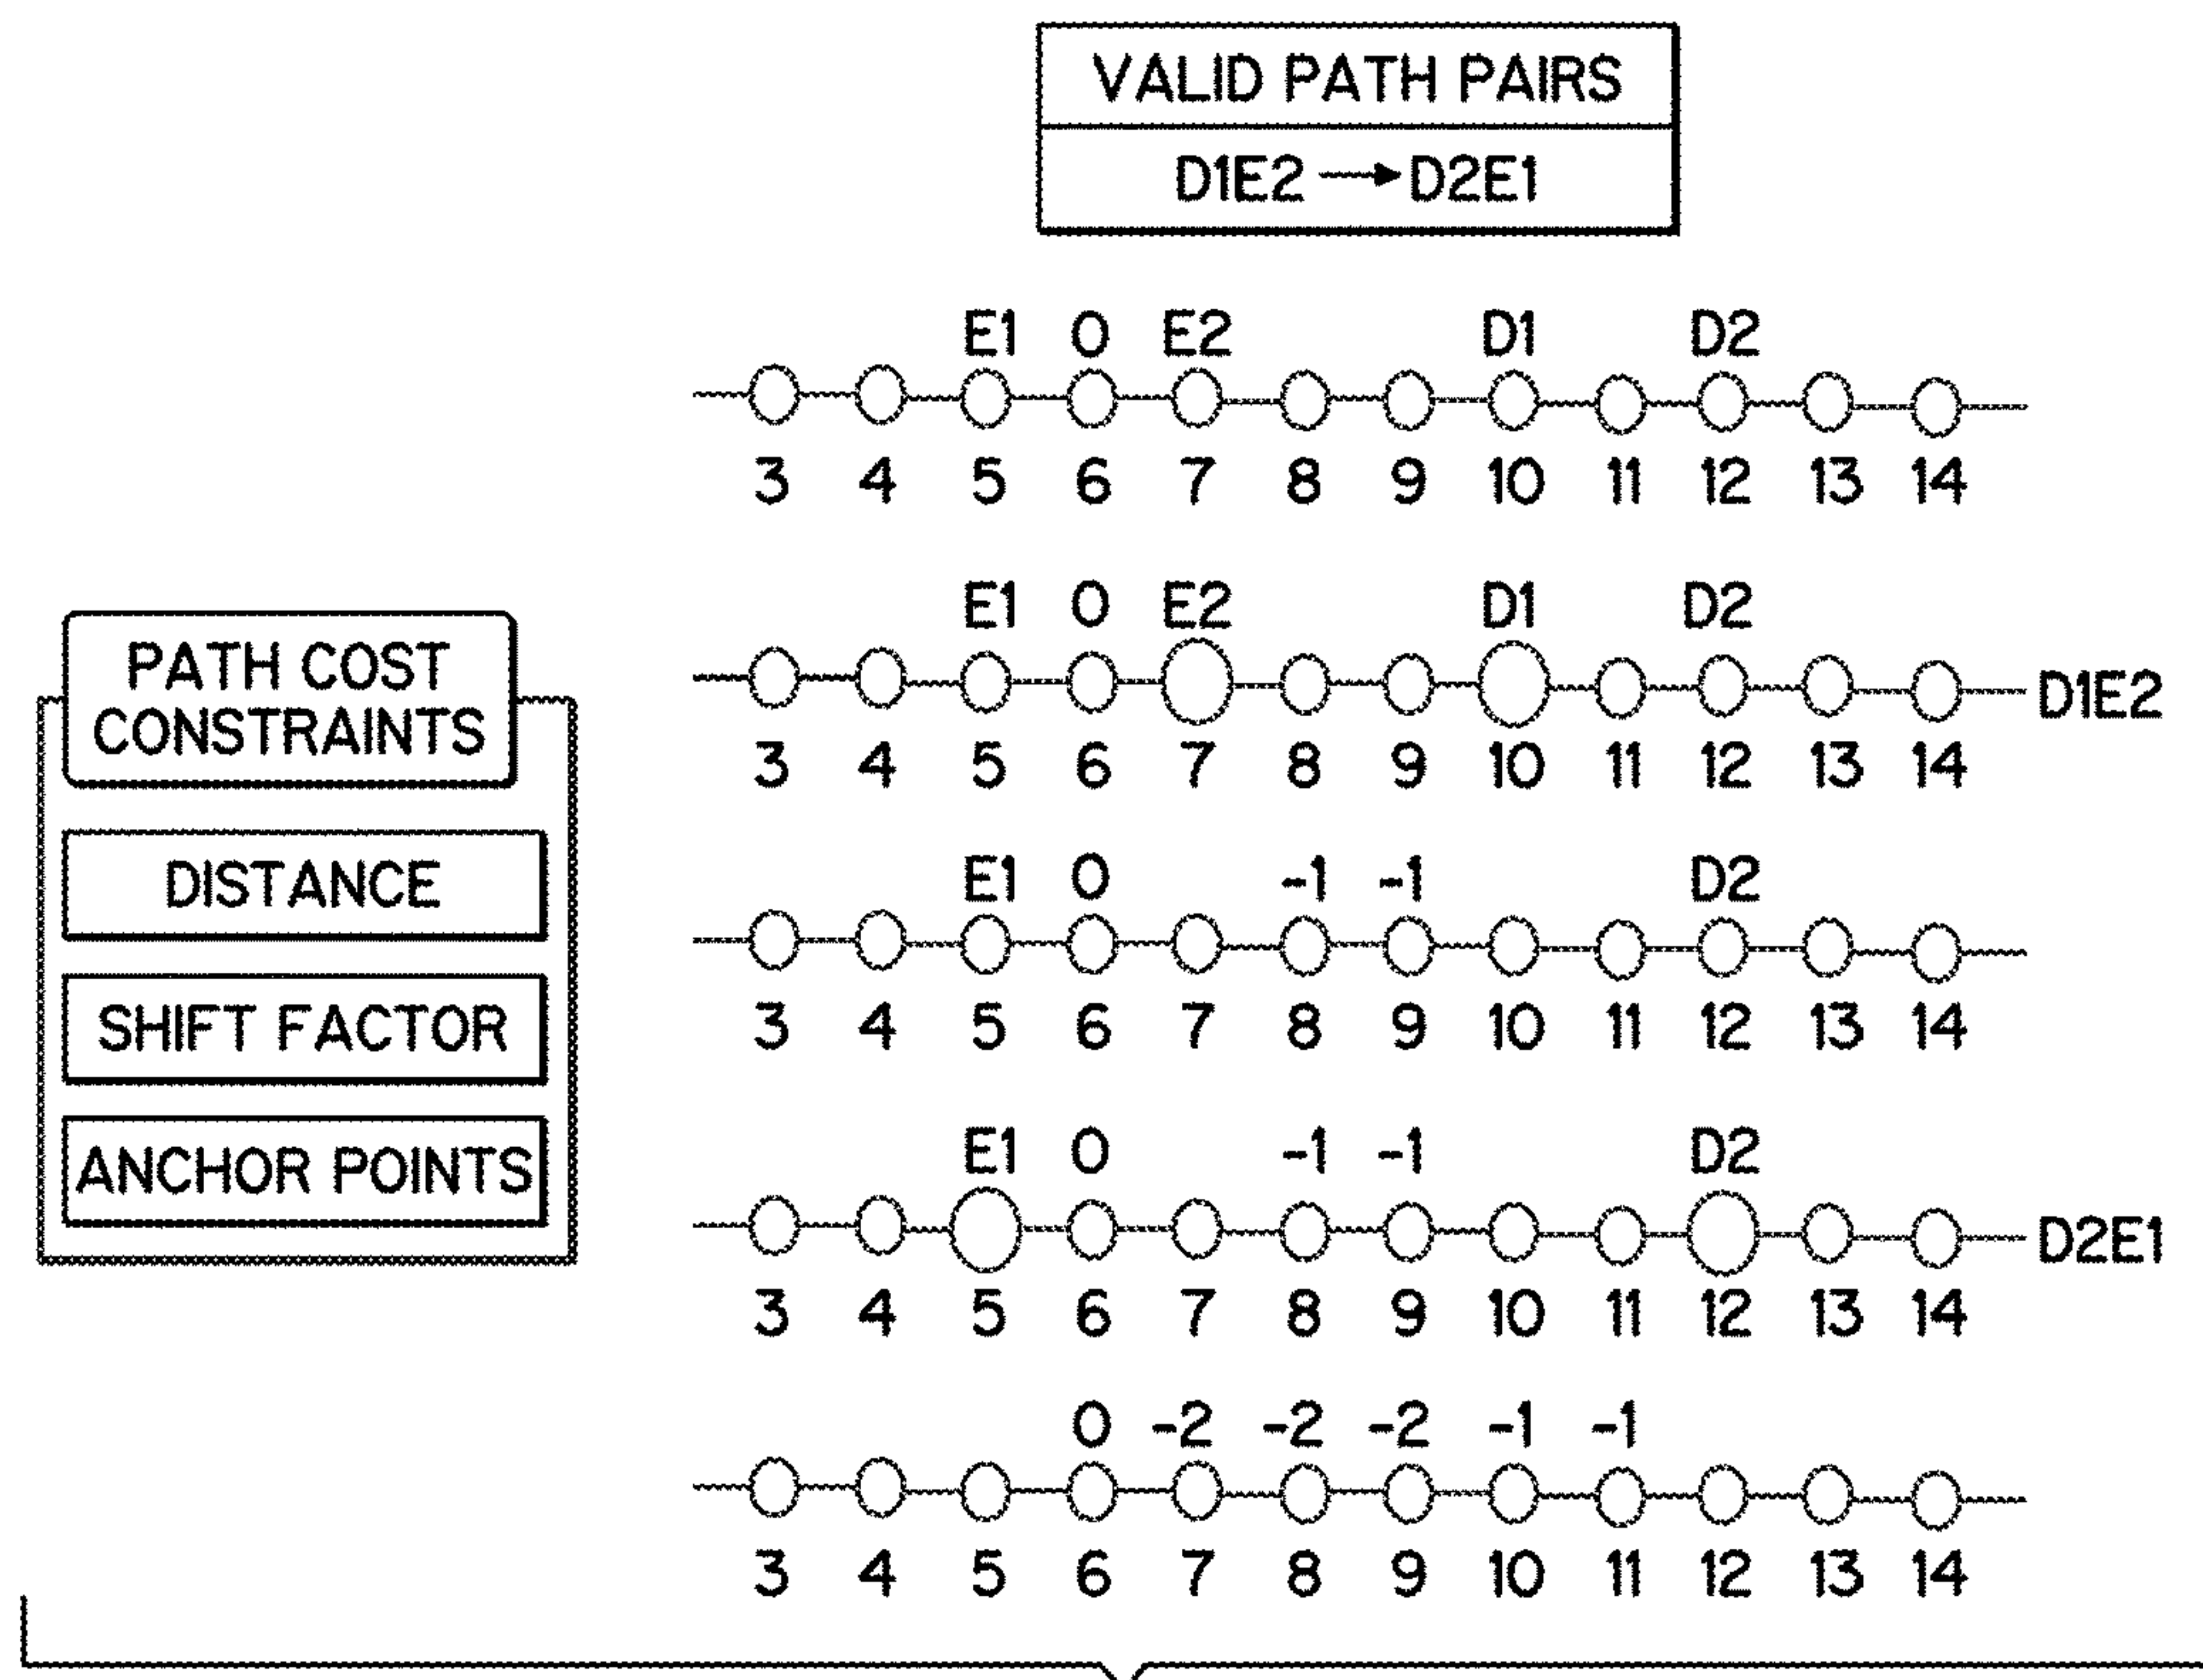 VALID PATH PAIRS
D1E2 → D2E1
E1 0 E2 D1 D2
3 4 5 6 7 8 9 10 11 12 13 14
E1 0 E2 D1 D2
D1E2
3 4 5 6 7 8 9 10 11 12 13 14
PATH COST
CONSTRAINTS
DISTANCE
SHIFT FACTOR
ANCHOR POINTS
E1 0 -1 -1 D2
3 4 5 6 7 8 9 10 11 12 13 14
E1 0 -1 -1 D2
D2E1
3 4 5 6 7 8 9 10 11 12 13 14
0 -2 -2 -2 -1 -1
3 4 5 6 7 8 9 10 11 12 13 14